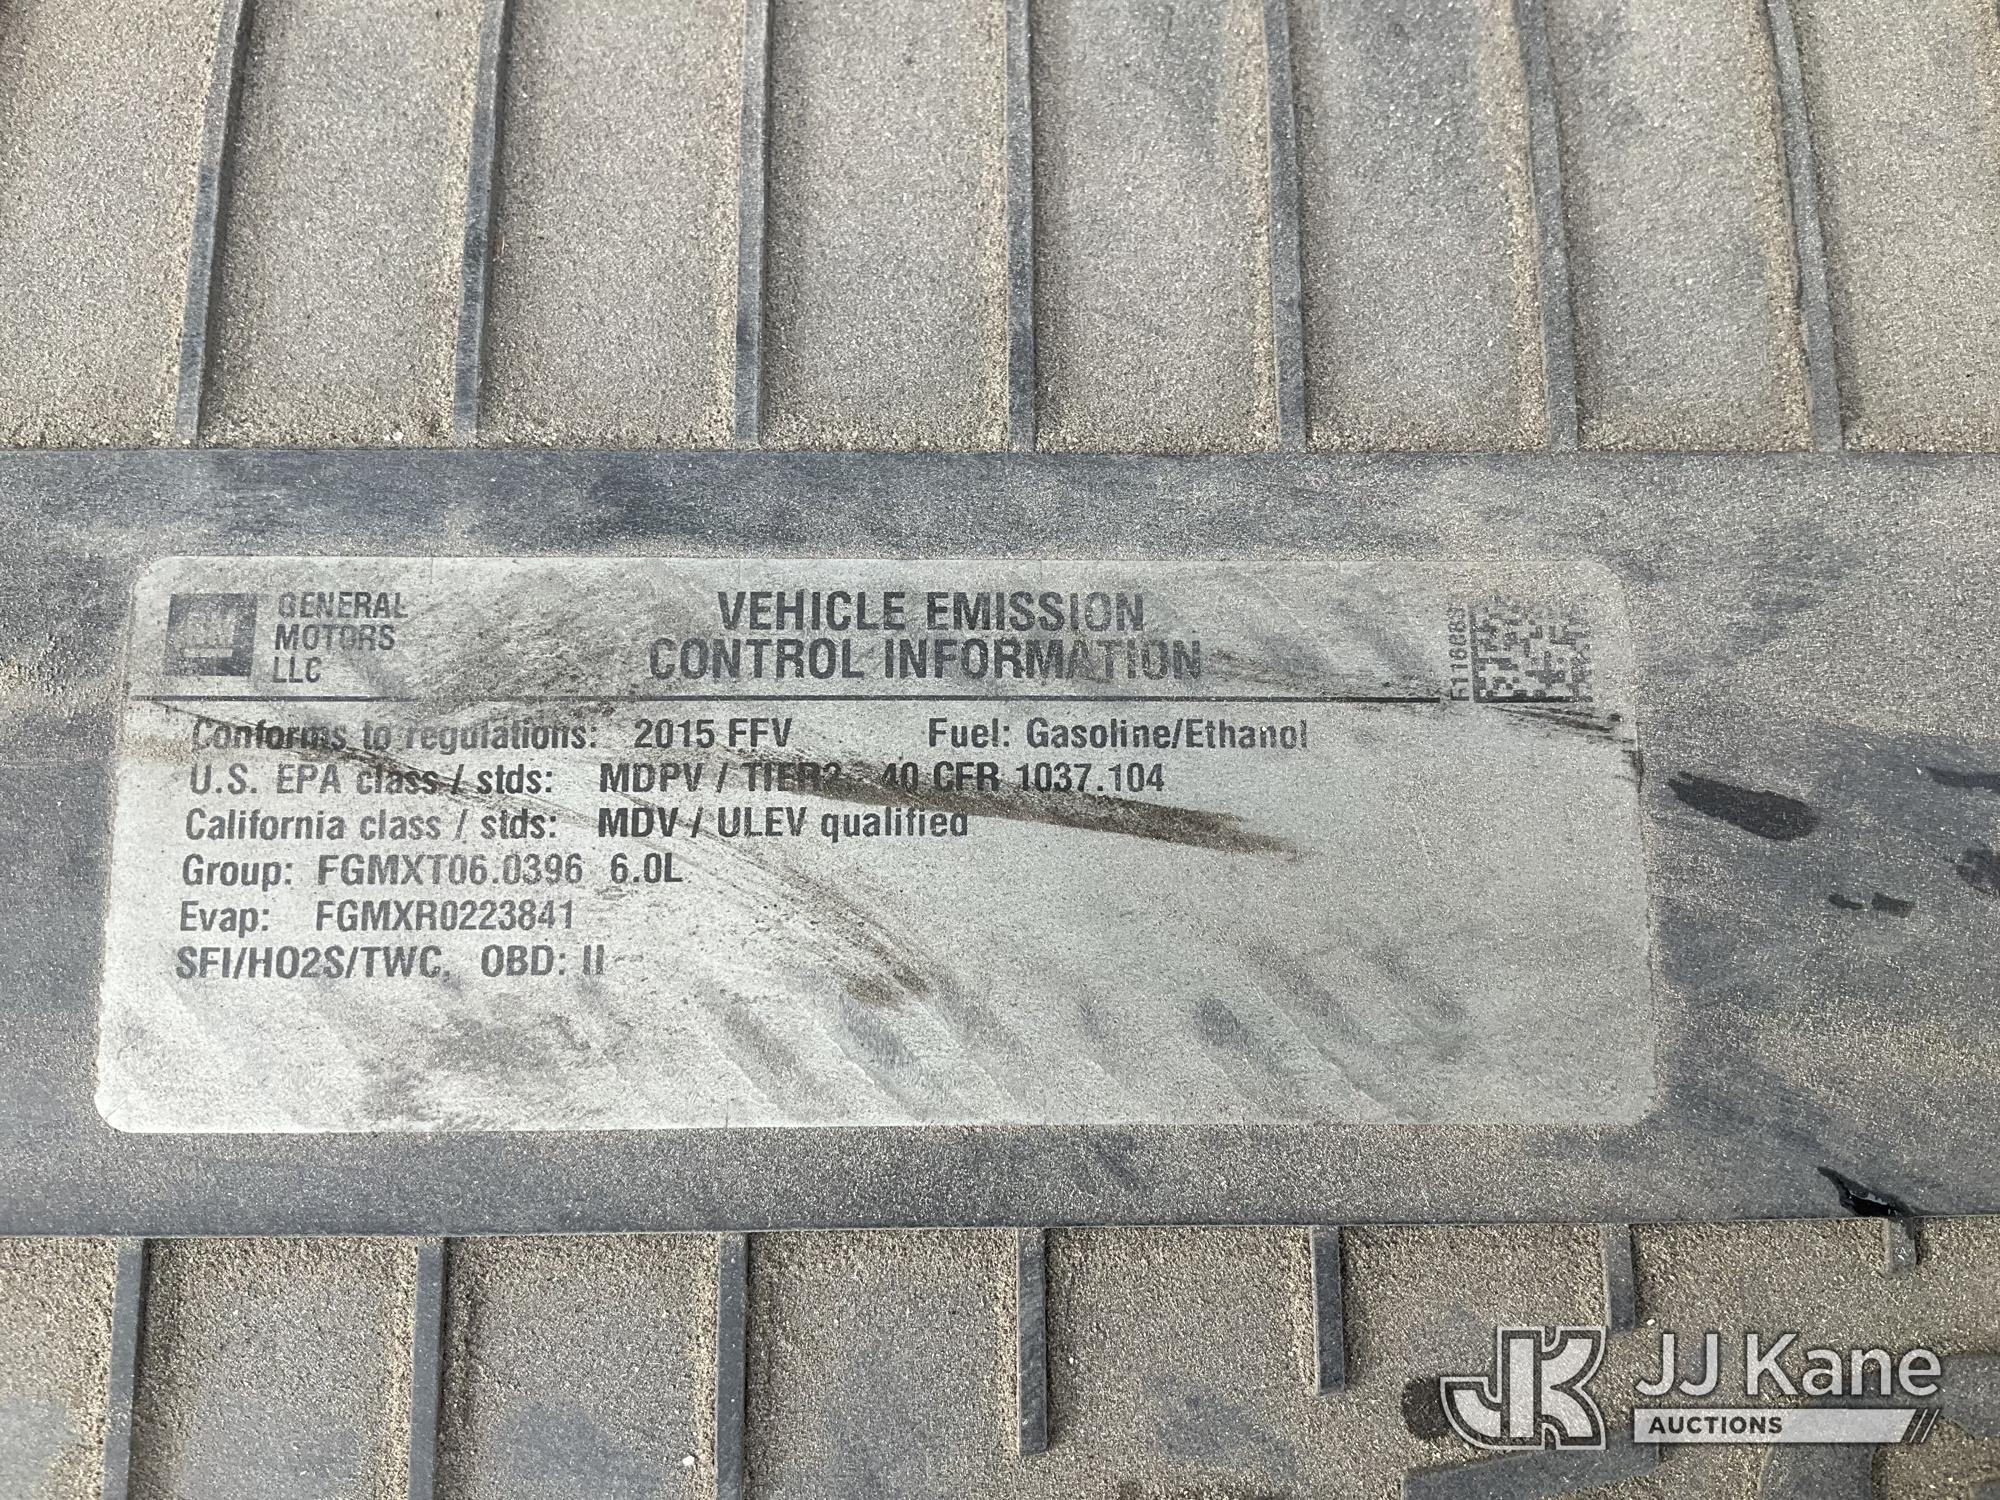 GM
GENERAL
MOTORS
LLC
VEHICLE EMISSION
CONTROL INFORMATION
Conforms to regulations: 2015 FFV Fuel: Gasoline/Ethanol
U.S. EPA class / stds: MDPV / TIER2 40 CFR 1037.104
California class / stds: MDV / ULEV qualified
Group: FGMXT06.0396 6.0L
Evap: FGMXR0223841
SFI/HO2S/TWC, OBD: II
JK JJ Kane
AUCTIONS